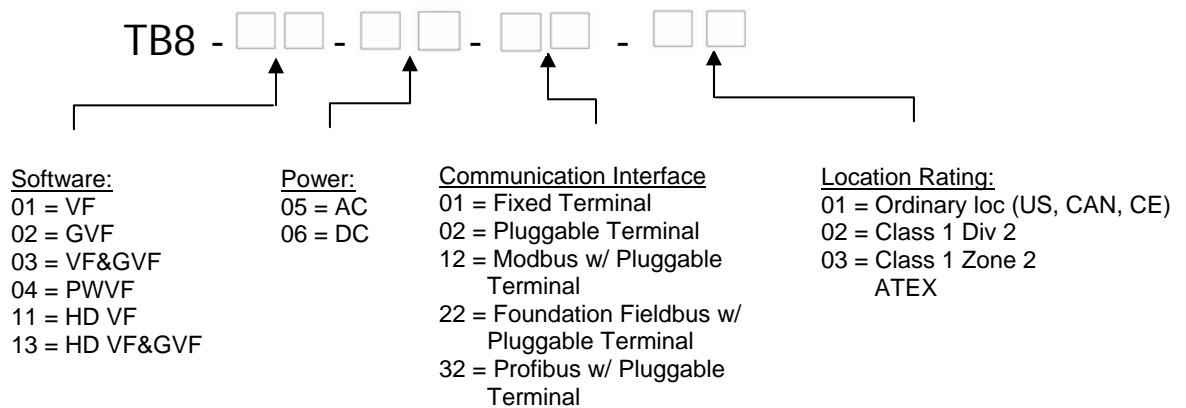 TB8 - - - -
Software:
01 = VF
02 = GVF
03 = VF&GVF
04 = PWVF
11 = HD VF
13 = HD VF&GVF
Power:
05 = AC
06 = DC
Communication Interface
01 = Fixed Terminal
02 = Pluggable Terminal
12 = Modbus w/ Pluggable
Terminal
22 = Foundation Fieldbus w/
Pluggable Terminal
32 = Profibus w/ Pluggable
Terminal
Location Rating:
01 = Ordinary loc (US, CAN, CE)
02 = Class 1 Div 2
03 = Class 1 Zone 2
ATEX